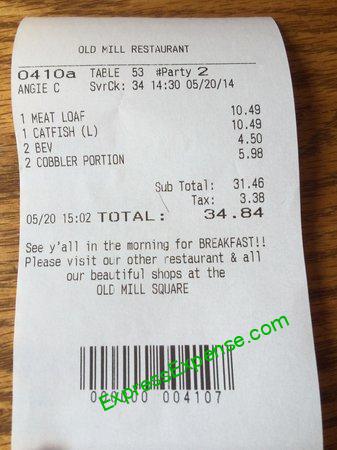 OLD MILL RESTAURANT
0410a TABLE 53 #Party 2
ANGIE C SvrCk: 34 14:30 05/20/14
1 MEAT LOAF 10.49
1 CATFISH (L) 10.49
2 BEV 4.50
2 COBBLER PORTION 5.98
Sub Total: 31.46
Tax: 3.38
05/20 15:02 TOTAL: 34.84
See y'all in the morning for BREAKFAST!!
Please visit our other restaurant & all
our beautiful shops at the
OLD MILL SQUARE
ExpressExpense.com
004107